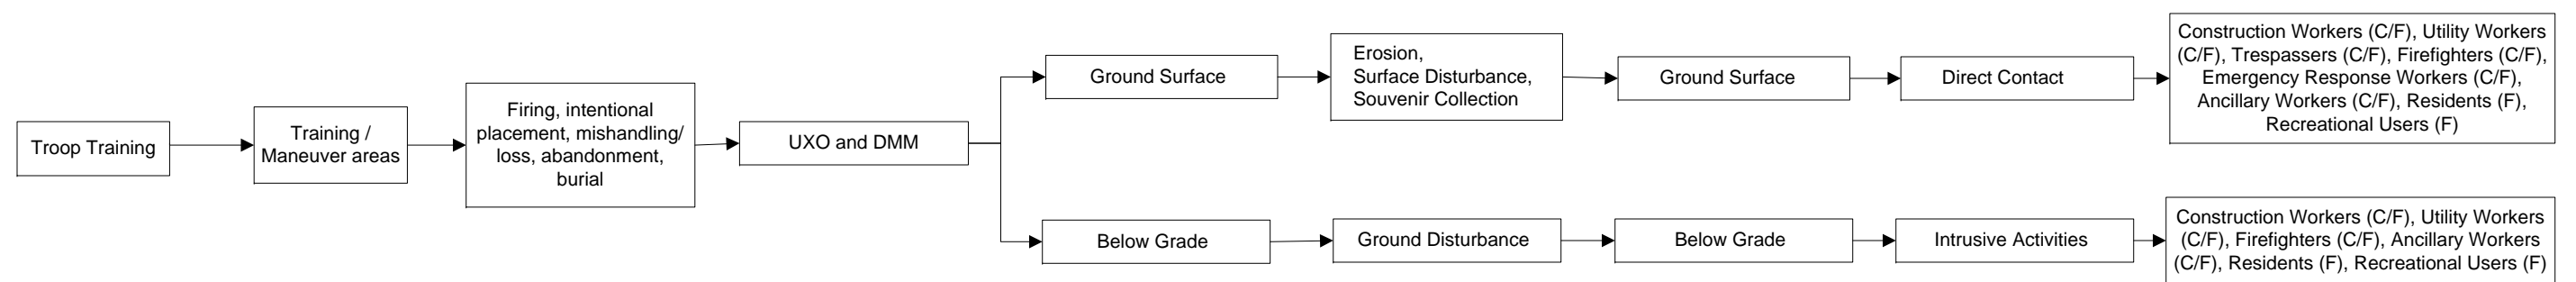 Troop Training
Training /
Maneuver areas
Firing, intentional
placement, mishandling/
loss, abandonment,
burial
UXO and DMM
Ground Surface
Erosion,
Surface Disturbance,
Souvenir Collection
Ground Surface
Direct Contact
Construction Workers (C/F), Utility Workers
(C/F), Trespassers (C/F), Firefighters (C/F),
Emergency Response Workers (C/F),
Ancillary Workers (C/F), Residents (F),
Recreational Users (F)
Below Grade
Ground Disturbance
Below Grade
Intrusive Activities
Construction Workers (C/F), Utility Workers
(C/F), Firefighters (C/F), Ancillary Workers
(C/F), Residents (F), Recreational Users (F)